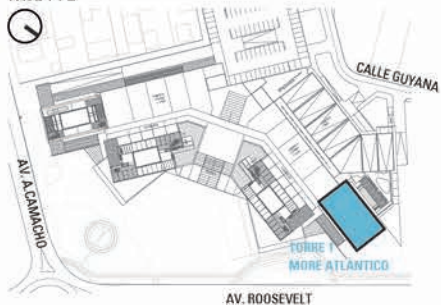 CALLE GUYANA
AV. A.CAMACHO
TORRE 1
MORE ATLANTICO
AV. ROOSEVELT